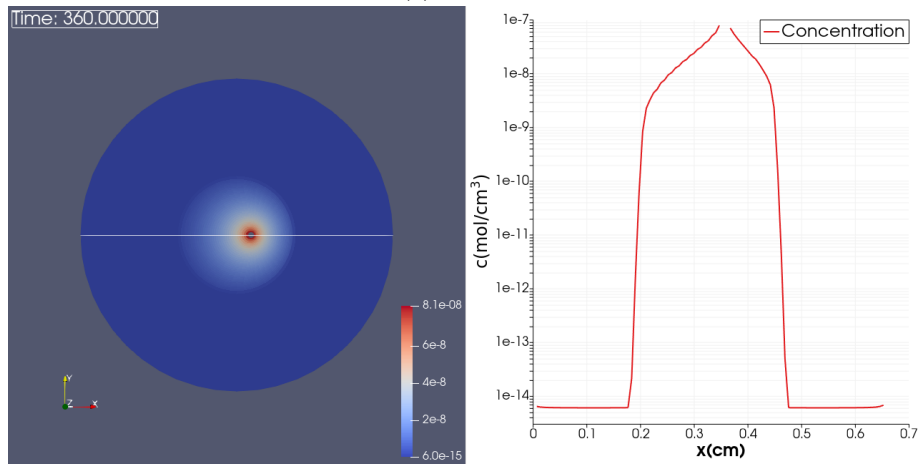 Time: 360.000000
8.1e-08
6e-8
4e-8
2e-8
6.0e-15
Y
Z
X
Concentration
1e-7
1e-8
1e-9
1e-10
1e-11
1e-12
1e-13
1e-14
c(mol/cm³)
0 0.1 0.2 0.3 0.4 0.5 0.6 0.7
x(cm)